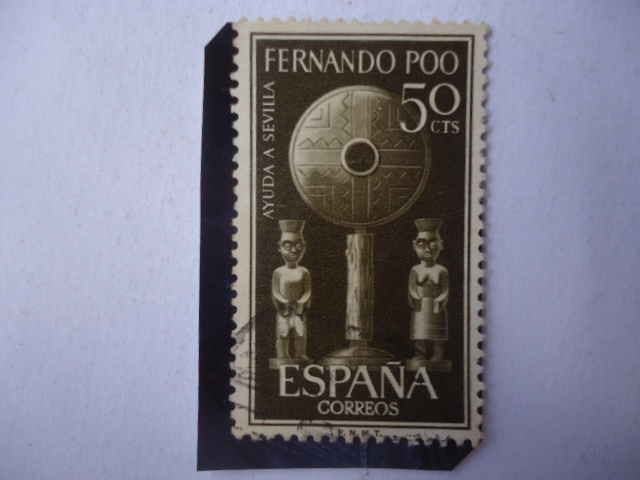 FERNANDO POO
50
CTS
AYUDA A SEVILLA
ESPAÑA
CORREOS
F.N.M.T.